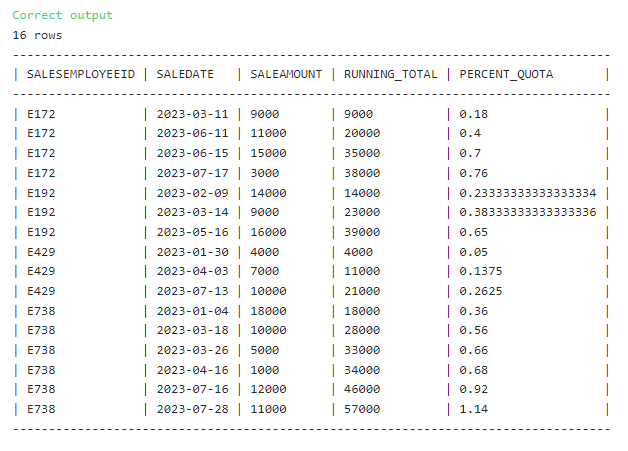 Correct output
16 rows
--------------------------------------------------------------------------------
| SALESEMPLOYEEID | SALEDATE   | SALEAMOUNT | RUNNING_TOTAL | PERCENT_QUOTA       |
--------------------------------------------------------------------------------
| E172            | 2023-03-11 | 9000       | 9000          | 0.18                |
| E172            | 2023-06-11 | 11000      | 20000         | 0.4                 |
| E172            | 2023-06-15 | 15000      | 35000         | 0.7                 |
| E172            | 2023-07-17 | 3000       | 38000         | 0.76                |
| E192            | 2023-02-09 | 14000      | 14000         | 0.23333333333333334 |
| E192            | 2023-03-14 | 9000       | 23000         | 0.38333333333333336 |
| E192            | 2023-05-16 | 16000      | 39000         | 0.65                |
| E429            | 2023-01-30 | 4000       | 4000          | 0.05                |
| E429            | 2023-04-03 | 7000       | 11000         | 0.1375              |
| E429            | 2023-07-13 | 10000      | 21000         | 0.2625              |
| E738            | 2023-01-04 | 18000      | 18000         | 0.36                |
| E738            | 2023-03-18 | 10000      | 28000         | 0.56                |
| E738            | 2023-03-26 | 5000       | 33000         | 0.66                |
| E738            | 2023-04-16 | 1000       | 34000         | 0.68                |
| E738            | 2023-07-16 | 12000      | 46000         | 0.92                |
| E738            | 2023-07-28 | 11000      | 57000         | 1.14                |
--------------------------------------------------------------------------------